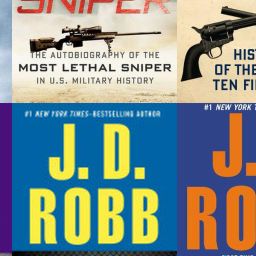 SNIPER
THE AUTOBIOGRAPHY OF THE
MOST LETHAL SNIPER
IN U.S. MILITARY HISTORY
HIS
OF THE
TEN FI
#1 NEW YORK TIMES-BESTSELLING AUTHOR
J. D.
ROBB
#1 NEW YORK T
J.
RO